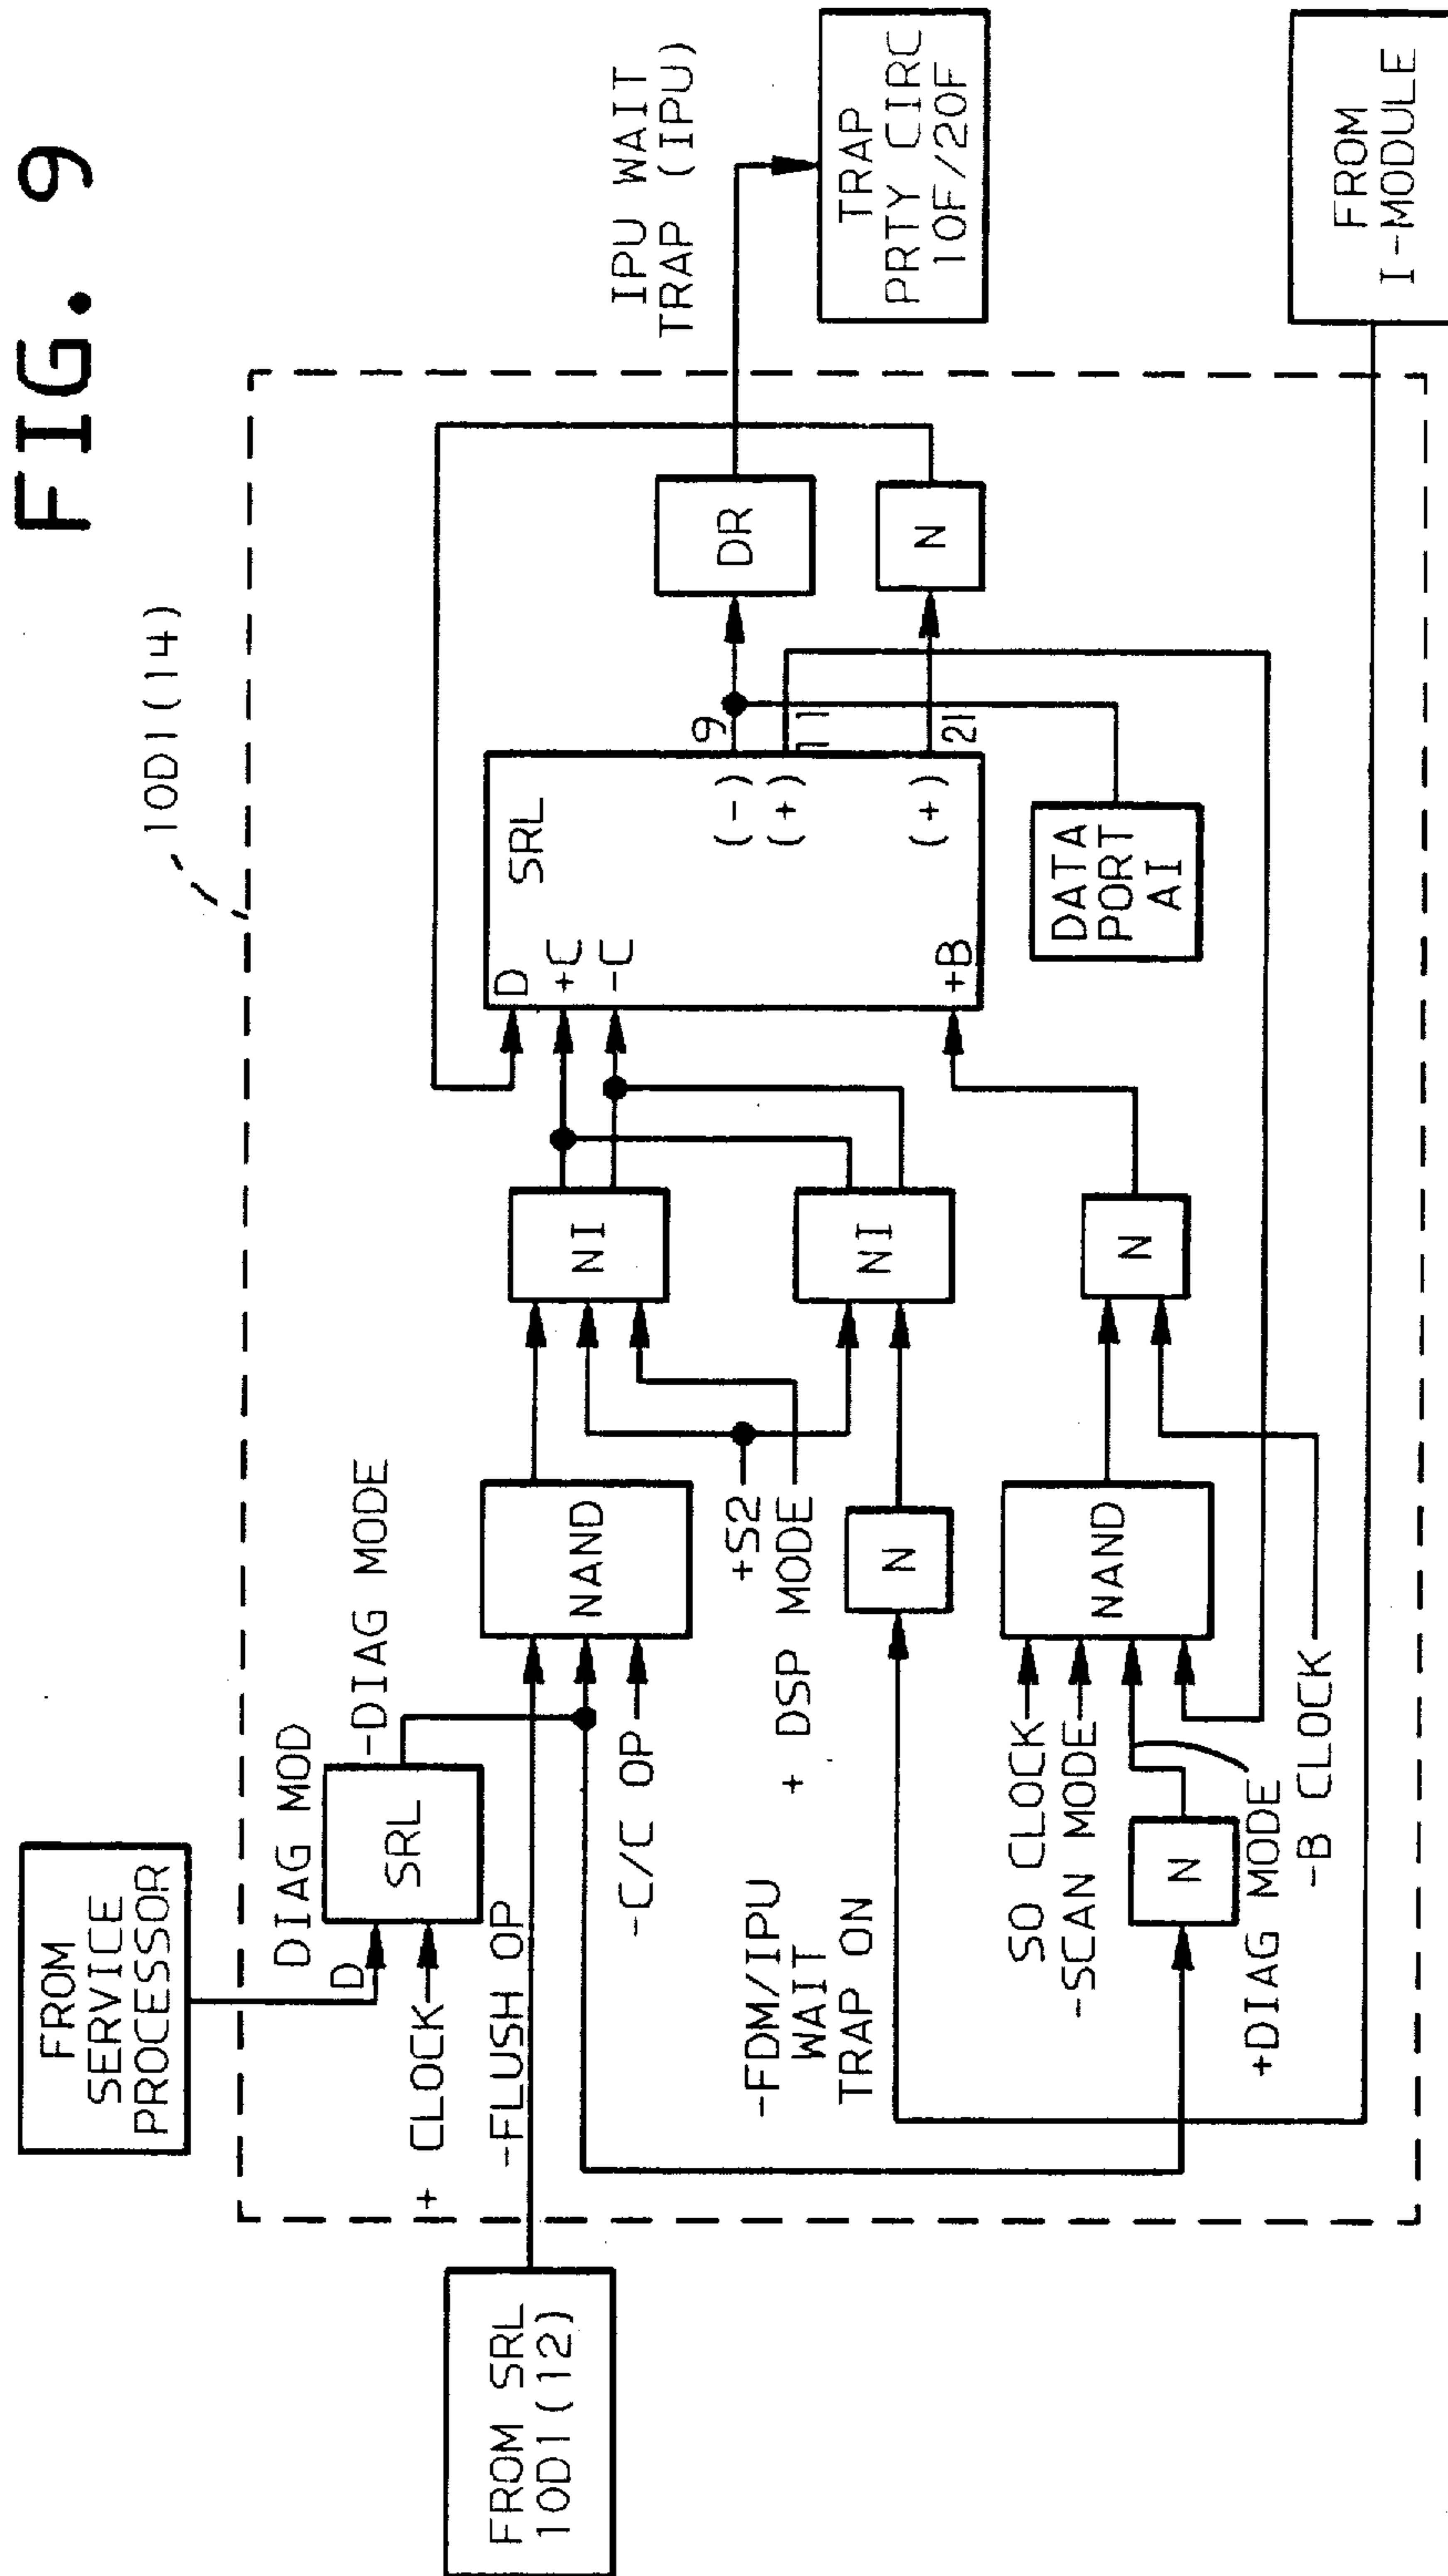 FIG. 9
10D1(14)
FROM
SERVICE
PROCESSOR
DIAG MOD
-DIAG MODE
D
SRL
+ CLOCK
-FLUSH OP
FROM SRL
10D1(12)
NAND
-C/C OP
NI
+S2
+ DSP MODE
-FDM/IPU
WAIT
TRAP ON
N
NI
D
+C
-C
SRL
+B
(-)
(+)
(+)
9
11
21
DR
N
IPU WAIT
TRAP (IPU)
TRAP
PRTY CIRC
10F/20F
DATA
PORT
AI
SO CLOCK
-SCAN MODE
N
+DIAG MODE
-B CLOCK
NAND
N
FROM
I-MODULE